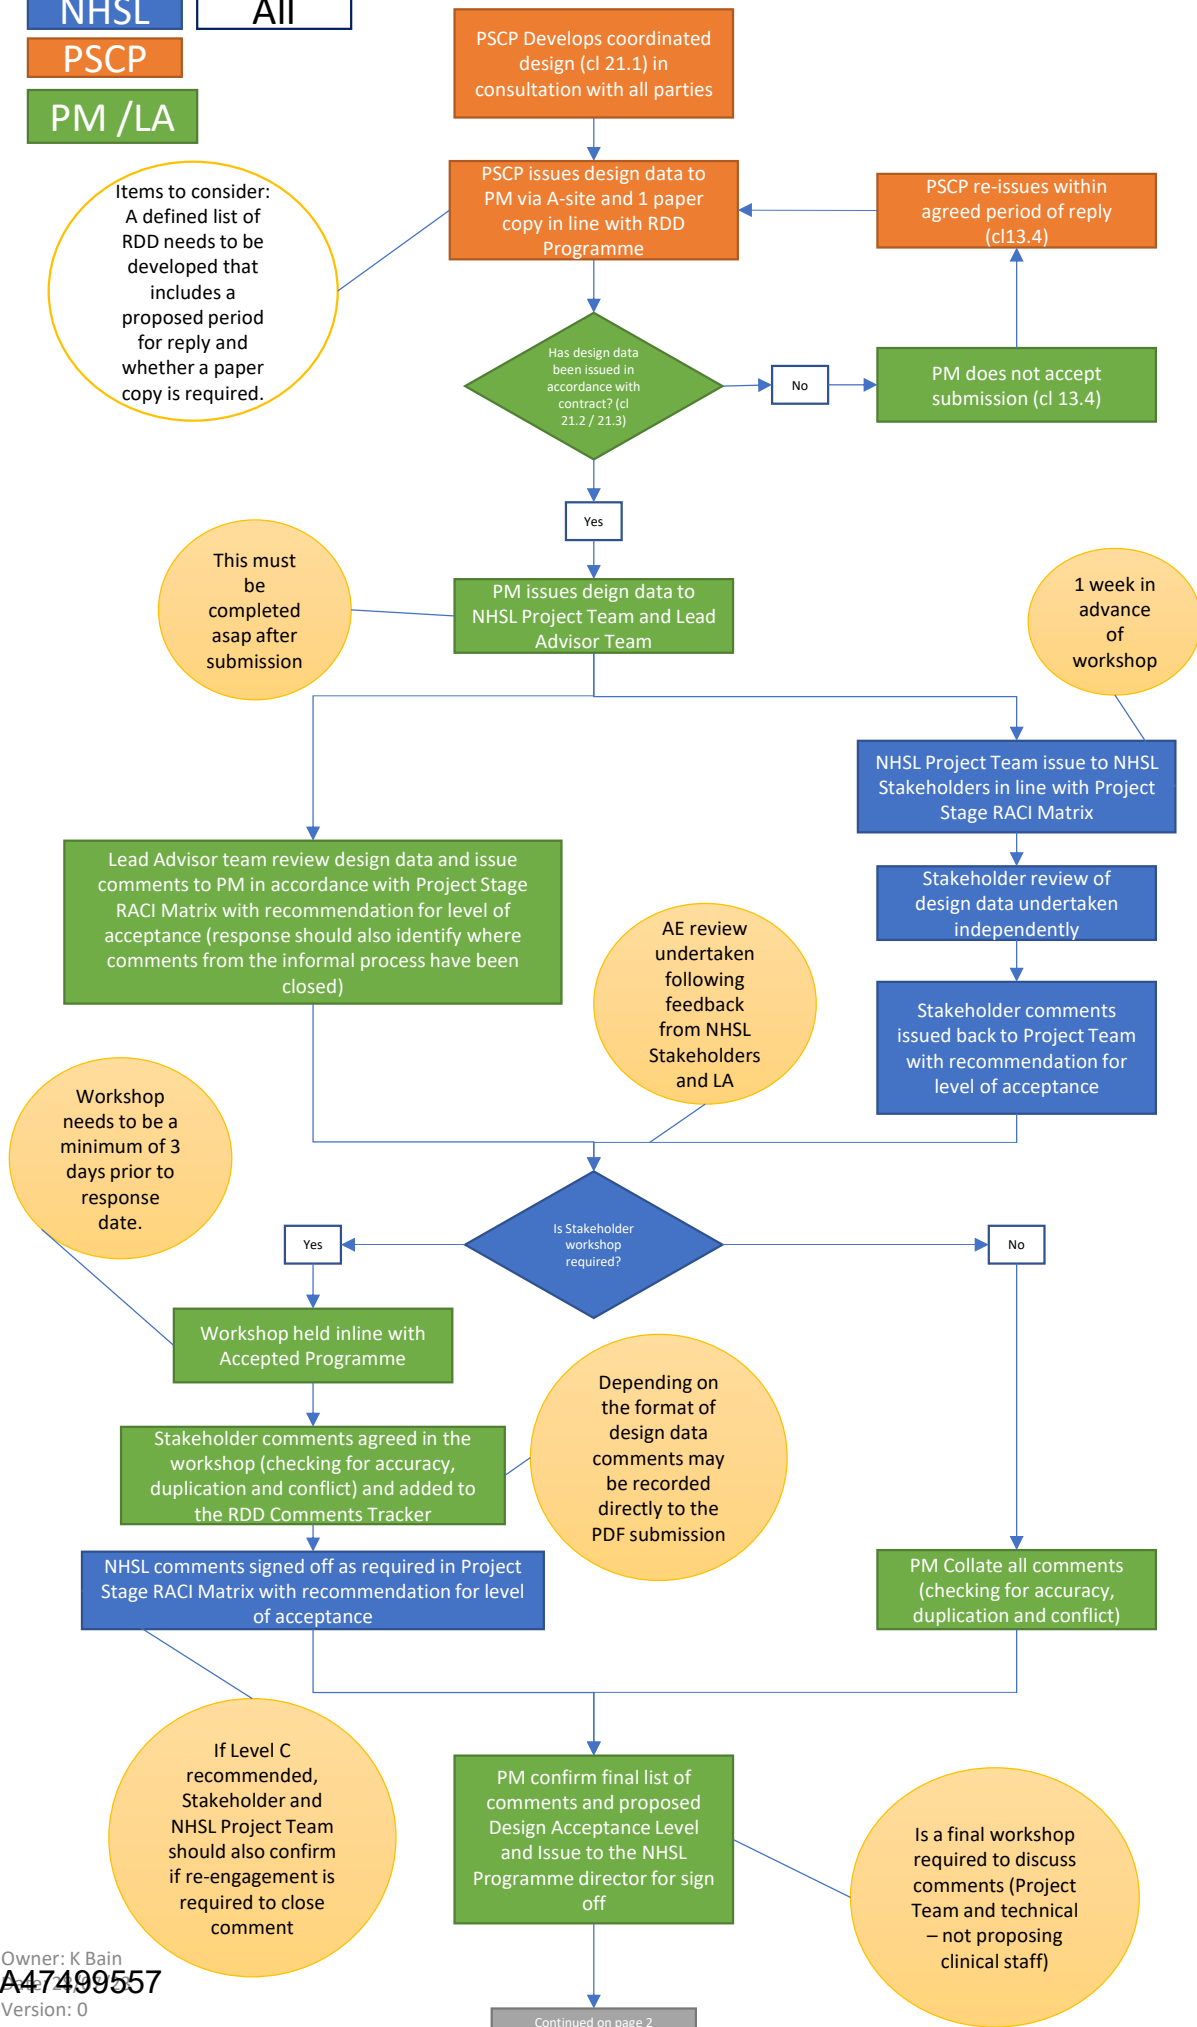 NHSL
All
PSCP
PM /LA
PSCP Develops coordinated
design (cl 21.1) in
consultation with all parties
PSCP issues design data to
PM via A-site and 1 paper
copy in line with RDD
Programme
PSCP re-issues within
agreed period of reply
(cl13.4)
Items to consider:
A defined list of
RDD needs to be
developed that
includes a
proposed period
for reply and
whether a paper
copy is required.
Has design data
been issued in
accordance with
contract? (cl
21.2 / 21.3)
No
PM does not accept
submission (cl 13.4)
Yes
This must
be
completed
asap after
submission
PM issues deign data to
NHSL Project Team and Lead
Advisor Team
1 week in
advance
of
workshop
NHSL Project Team issue to NHSL
Stakeholders in line with Project
Stage RACI Matrix
Lead Advisor team review design data and issue
comments to PM in accordance with Project Stage
RACI Matrix with recommendation for level of
acceptance (response should also identify where
comments from the informal process have been
closed)
Stakeholder review of
design data undertaken
independently
AE review
undertaken
following
feedback
from NHSL
Stakeholders
and LA
Stakeholder comments
issued back to Project Team
with recommendation for
level of acceptance
Workshop
needs to be a
minimum of 3
days prior to
response
date.
Is Stakeholder
workshop
required?
Yes
No
Workshop held inline with
Accepted Programme
Depending on
the format of
design data
comments may
be recorded
directly to the
PDF submission
Stakeholder comments agreed in the
workshop (checking for accuracy,
duplication and conflict) and added to
the RDD Comments Tracker
NHSL comments signed off as required in Project
Stage RACI Matrix with recommendation for level
of acceptance
PM Collate all comments
(checking for accuracy,
duplication and conflict)
If Level C
recommended,
Stakeholder and
NHSL Project Team
should also confirm
if re-engagement is
required to close
comment
PM confirm final list of
comments and proposed
Design Acceptance Level
and Issue to the NHSL
Programme director for sign
off
Is a final workshop
required to discuss
comments (Project
Team and technical
– not proposing
clinical staff)
Owner: K Bain
A47499557
Version: 0
Continued on page 2